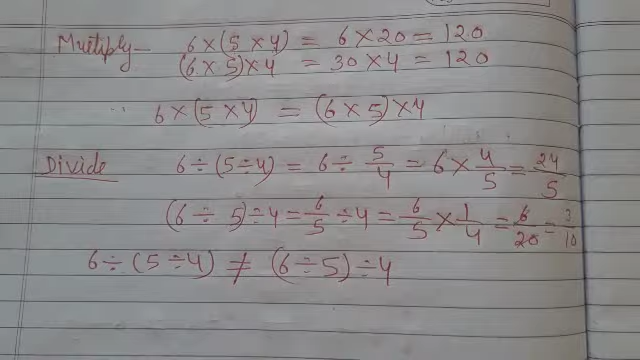 Multiply – 6 × (5 × 4) = 6 × 20 = 120
(6 × 5) × 4 = 30 × 4 = 120
∴ 6 × (5 × 4) = (6 × 5) × 4
Divide 6 ÷ (5 ÷ 4) = 6 ÷ 5/4 = 6 × 4/5 = 24/5
(6 ÷ 5) ÷ 4 = 6/5 ÷ 4 = 6/5 × 1/4 = 6/20 = 3/10
6 ÷ (5 ÷ 4) ≠ (6 ÷ 5) ÷ 4